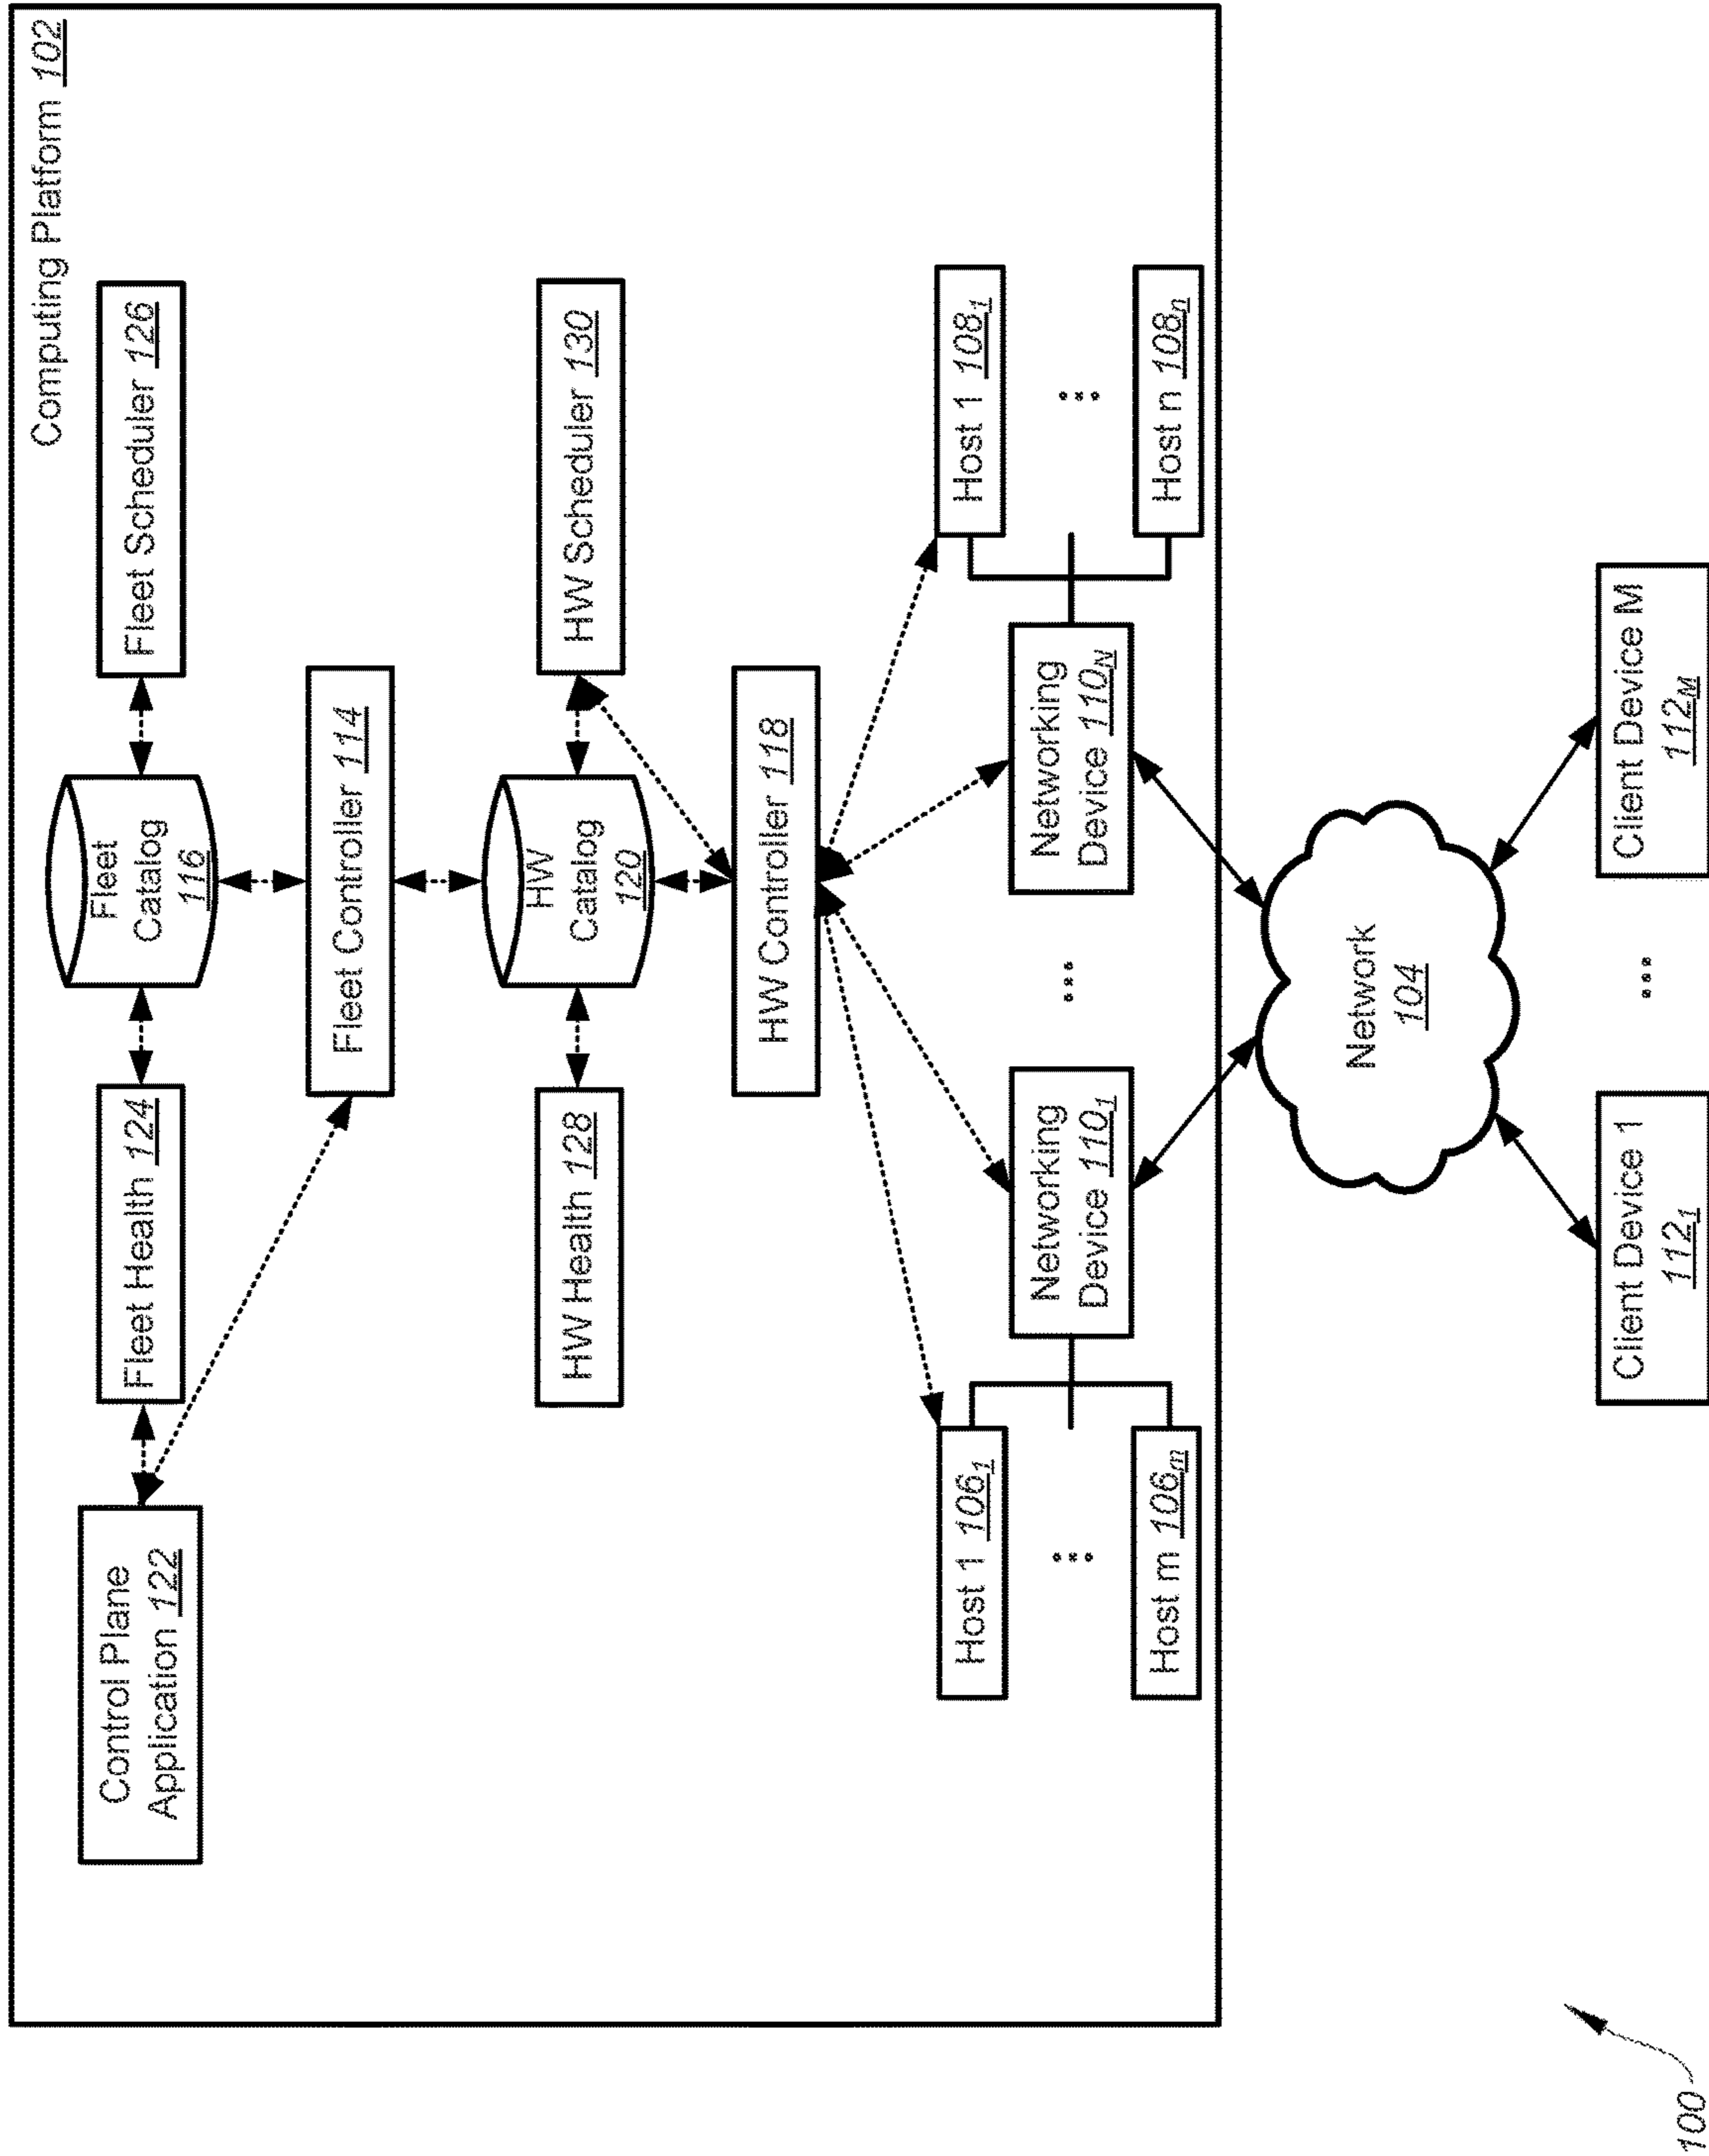 Computing Platform 102
Control Plane
Application 122
Fleet Health 124
Fleet
Catalog
116
Fleet Scheduler 126
Fleet Controller 114
HW Health 128
HW
Catalog
120
HW Scheduler 130
HW Controller 118
Host 1 106₁
⋮
Host m 106ₘ
Networking
Device 110₁
...
Networking
Device 110_N
Host 1 108₁
⋮
Host n 108ₙ
Network
104
Client Device 1
112₁
...
Client Device M
112_M
100